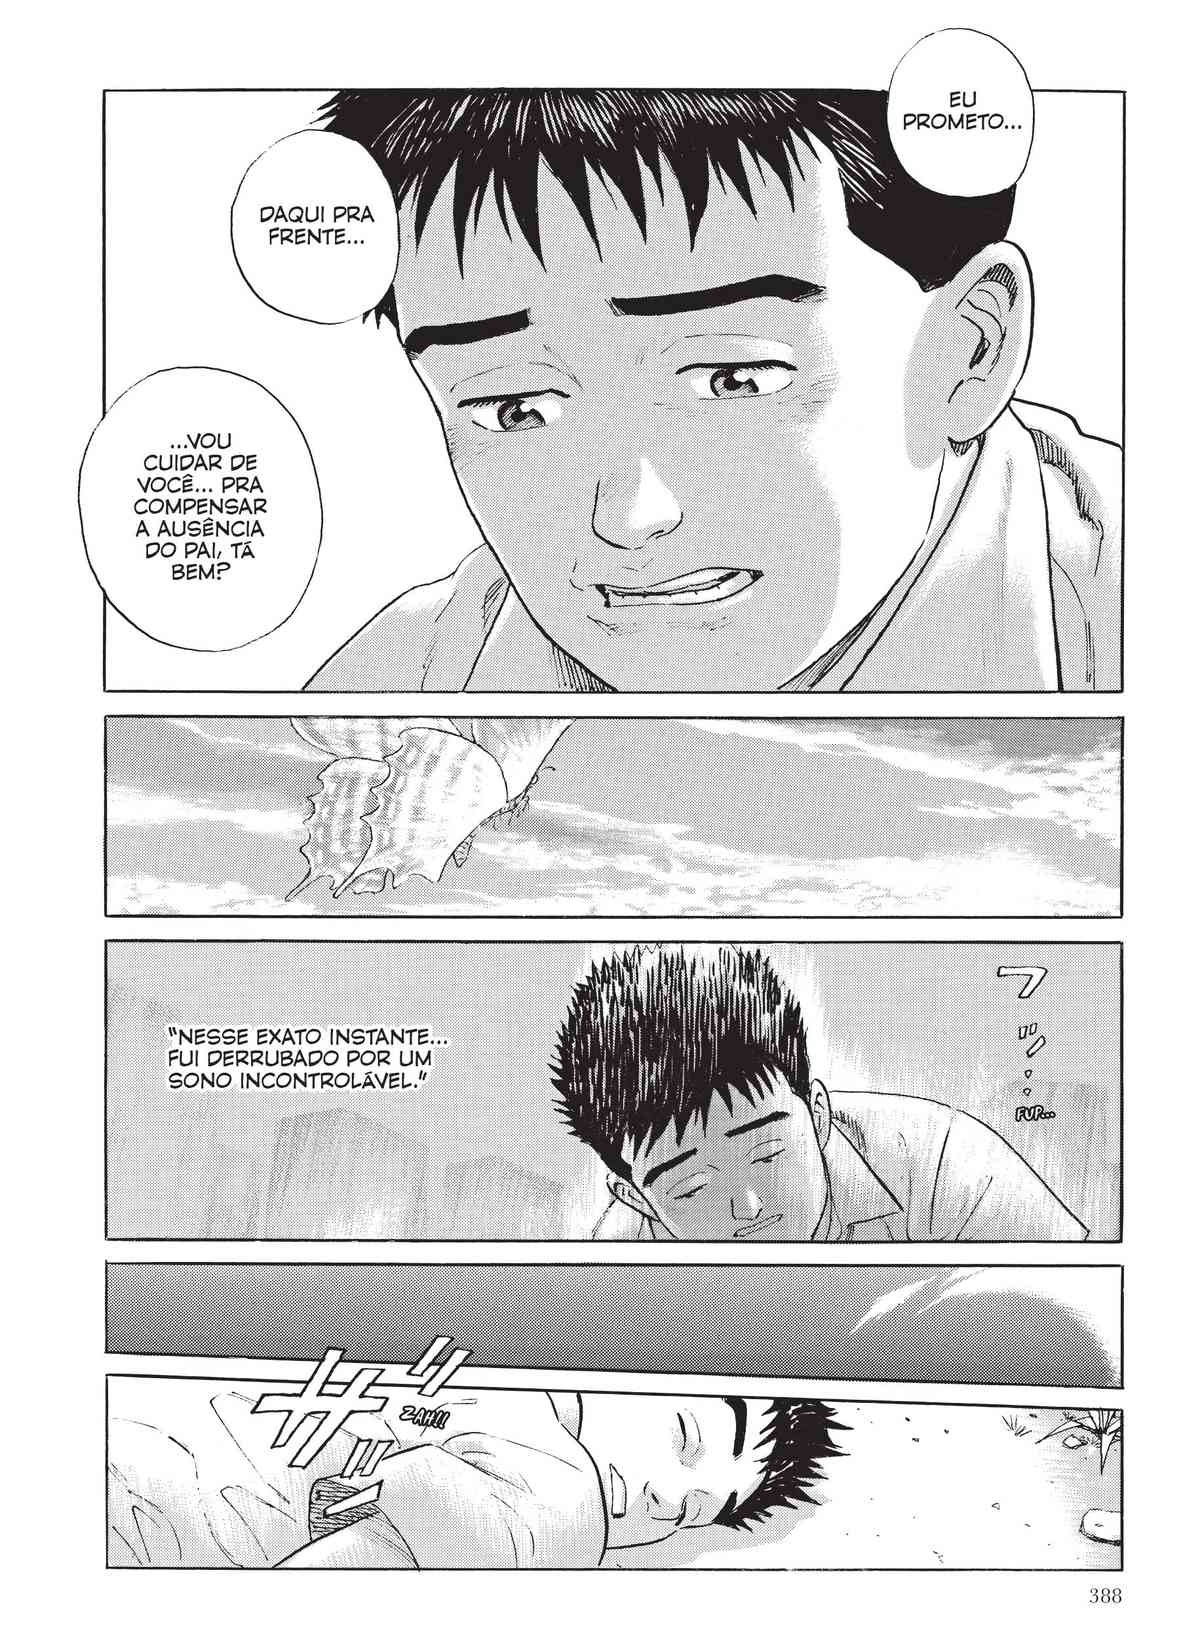 EU
PROMETO...
DAQUI PRA
FRENTE...
...VOU
CUIDAR DE
VOCÊ... PRA
COMPENSAR
A AUSÊNCIA
DO PAI, TÁ
BEM?
"NESSE EXATO INSTANTE...
FUI DERRUBADO POR UM
SONO INCONTROLÁVEL."
フッ...
FUP...
ザッ
ZAH!!
388